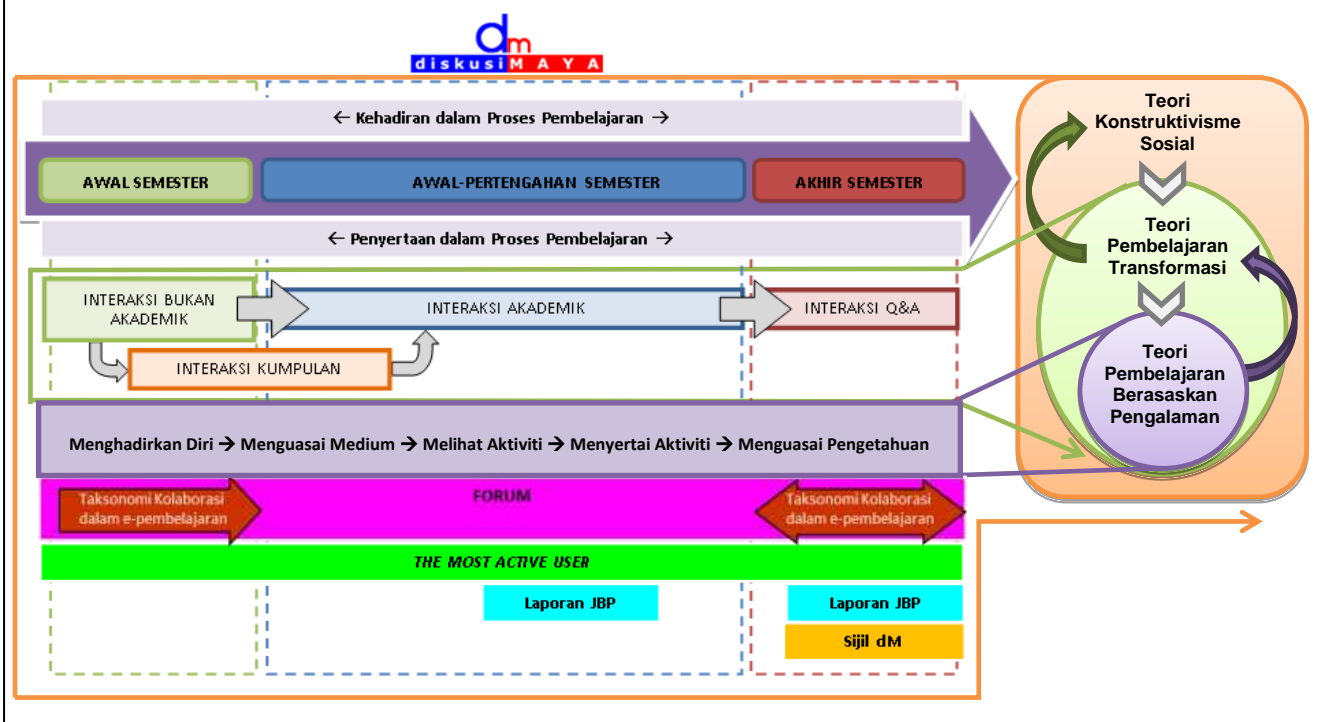 dm
diskusiMAYA
← Kehadiran dalam Proses Pembelajaran →
AWAL SEMESTER
AWAL-PERTENGAHAN SEMESTER
AKHIR SEMESTER
← Penyertaan dalam Proses Pembelajaran →
INTERAKSI BUKAN
AKADEMIK
INTERAKSI AKADEMIK
INTERAKSI Q&A
INTERAKSI KUMPULAN
Menghadirkan Diri → Menguasai Medium → Melihat Aktiviti → Menyertai Aktiviti → Menguasai Pengetahuan
Taksonomi Kolaborasi
dalam e-pembelajaran
FORUM
Taksonomi Kolaborasi
dalam e-pembelajaran
THE MOST ACTIVE USER
Laporan JBP
Laporan JBP
Sijil dM
Teori
Konstruktivisme
Sosial
Teori
Pembelajaran
Transformasi
Teori
Pembelajaran
Berasaskan
Pengalaman